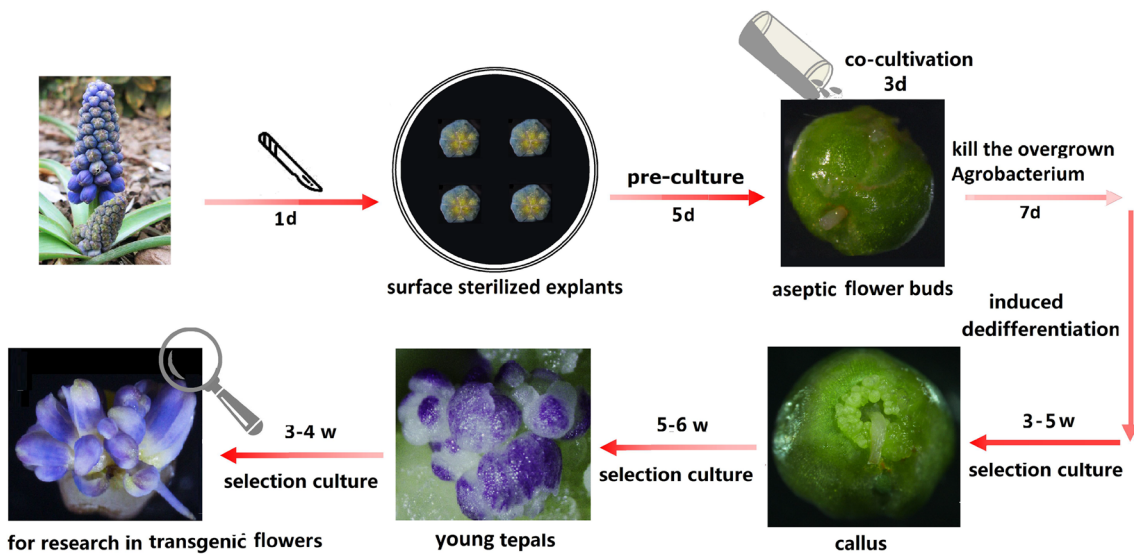 co-cultivation
3d
1d
pre-culture
5d
kill the overgrown
Agrobacterium
7d
surface sterilized explants
aseptic flower buds
induced
dedifferentiation
3-5 w
selection culture
5-6 w
selection culture
3-4 w
selection culture
for research in transgenic flowers
young tepals
callus